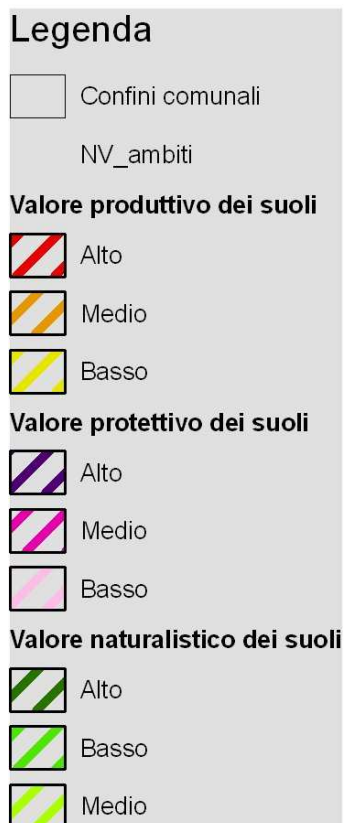 Legenda
Confini comunali
NV_ambiti
Valore produttivo dei suoli
Alto
Medio
Basso
Valore protettivo dei suoli
Alto
Medio
Basso
Valore naturalistico dei suoli
Alto
Basso
Medio